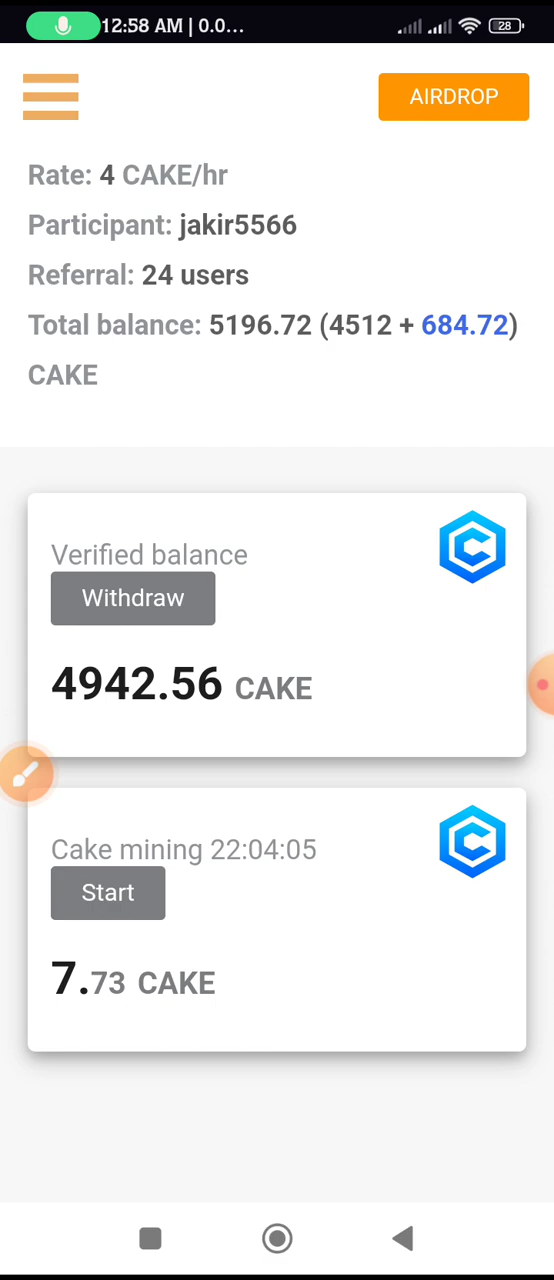 12:58 AM | 0.0...
28
AIRDROP
Rate: 4 CAKE/hr
Participant: jakir5566
Referral: 24 users
Total balance: 5196.72 (4512 + 684.72)
CAKE
Verified balance
Withdraw
4942.56 CAKE
Cake mining 22:04:05
Start
7.73 CAKE